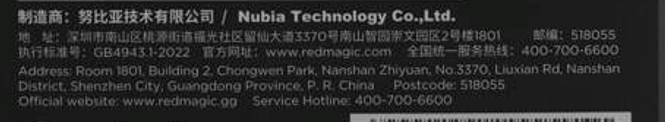 制造商：努比亚技术有限公司 / Nubia Technology Co.,Ltd.
地 址：深圳市南山区桃源街道福光社区留仙大道3370号南山智园崇文园区2号楼1801 邮编：518055
执行标准号：GB4943.1-2022 官方网址：www.redmagic.com 全国统一服务热线：400-700-6600
Address: Room 1801, Building 2, Chongwen Park, Nanshan Zhiyuan, No.3370, Liuxian Rd, Nanshan
District, Shenzhen City, Guangdong Province, P. R. China Postcode: 518055
Official website: www.redmagic.gg Service Hotline: 400-700-6600